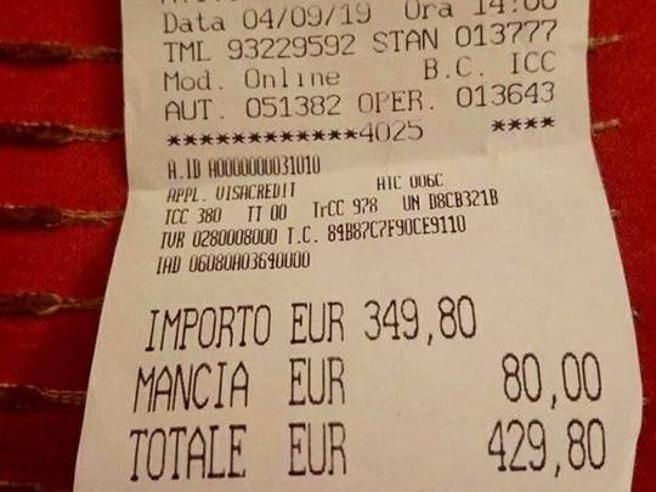 Data 04/09/19 Ora 14:00
TML 93229592 STAN 013777
Mod. Online B.C. ICC
AUT. 051382 OPER. 013643
************4025 ****
A.ID A0000000031010
APPL. VISACREDIT ATC 006C
TCC 380 TT 00 TrCC 978 UN D8CB321B
TVR 0280008000 T.C. 84B87C7F90CE9110
IAD 06080A03640000
IMPORTO EUR 349,80
MANCIA EUR 80,00
TOTALE EUR 429,80